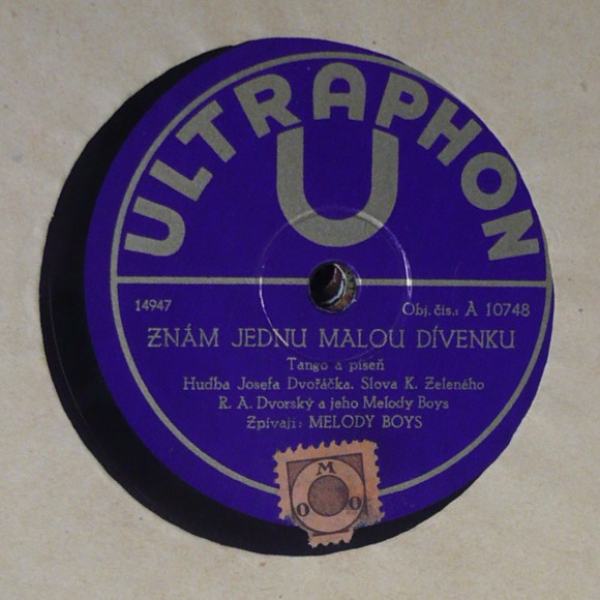 ULTRAPHON
U
14947 Obj. čís.: A 10748
ZNÁM JEDNU MALOU DÍVENKU
Tango a píseň
Hudba Josefa Dvořáčka. Slova K. Zeleného
R. A. Dvorský a jeho Melody Boys
Zpívají: MELODY BOYS
M
O O